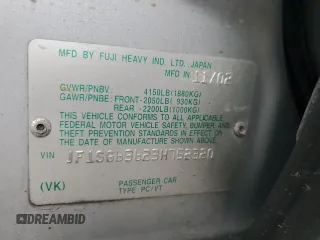 MFD BY FUJI HEAVY IND. LTD. JAPAN
MFD IN 11/02
GVWR/PNBV 4150LB(1880KG)
GAWR/PNBE: FRONT-2050LB( 930KG)
REAR -2200LB(1000KG)
THIS VEHICLE CONFORMS TO ALL APPLICABLE
FEDERAL MOTOR VEHICLE SAFETY, BUMPER, AND
THEFT PREVENTION STANDARDS IN EFFECT ON THE
DATE OF MANUFACTURE SHOWN ABOVE.
VIN
PASSENGER CAR
(VK) TYPE: PC/VT
AUTOBIDMASTER
DREAMBID